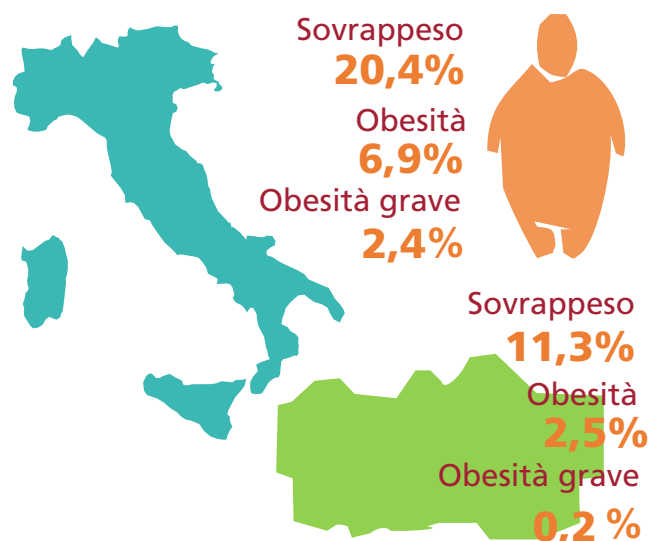 Sovrappeso
20,4%
Obesità
6,9%
Obesità grave
2,4%
Sovrappeso
11,3%
Obesità
2,5%
Obesità grave
0,2 %